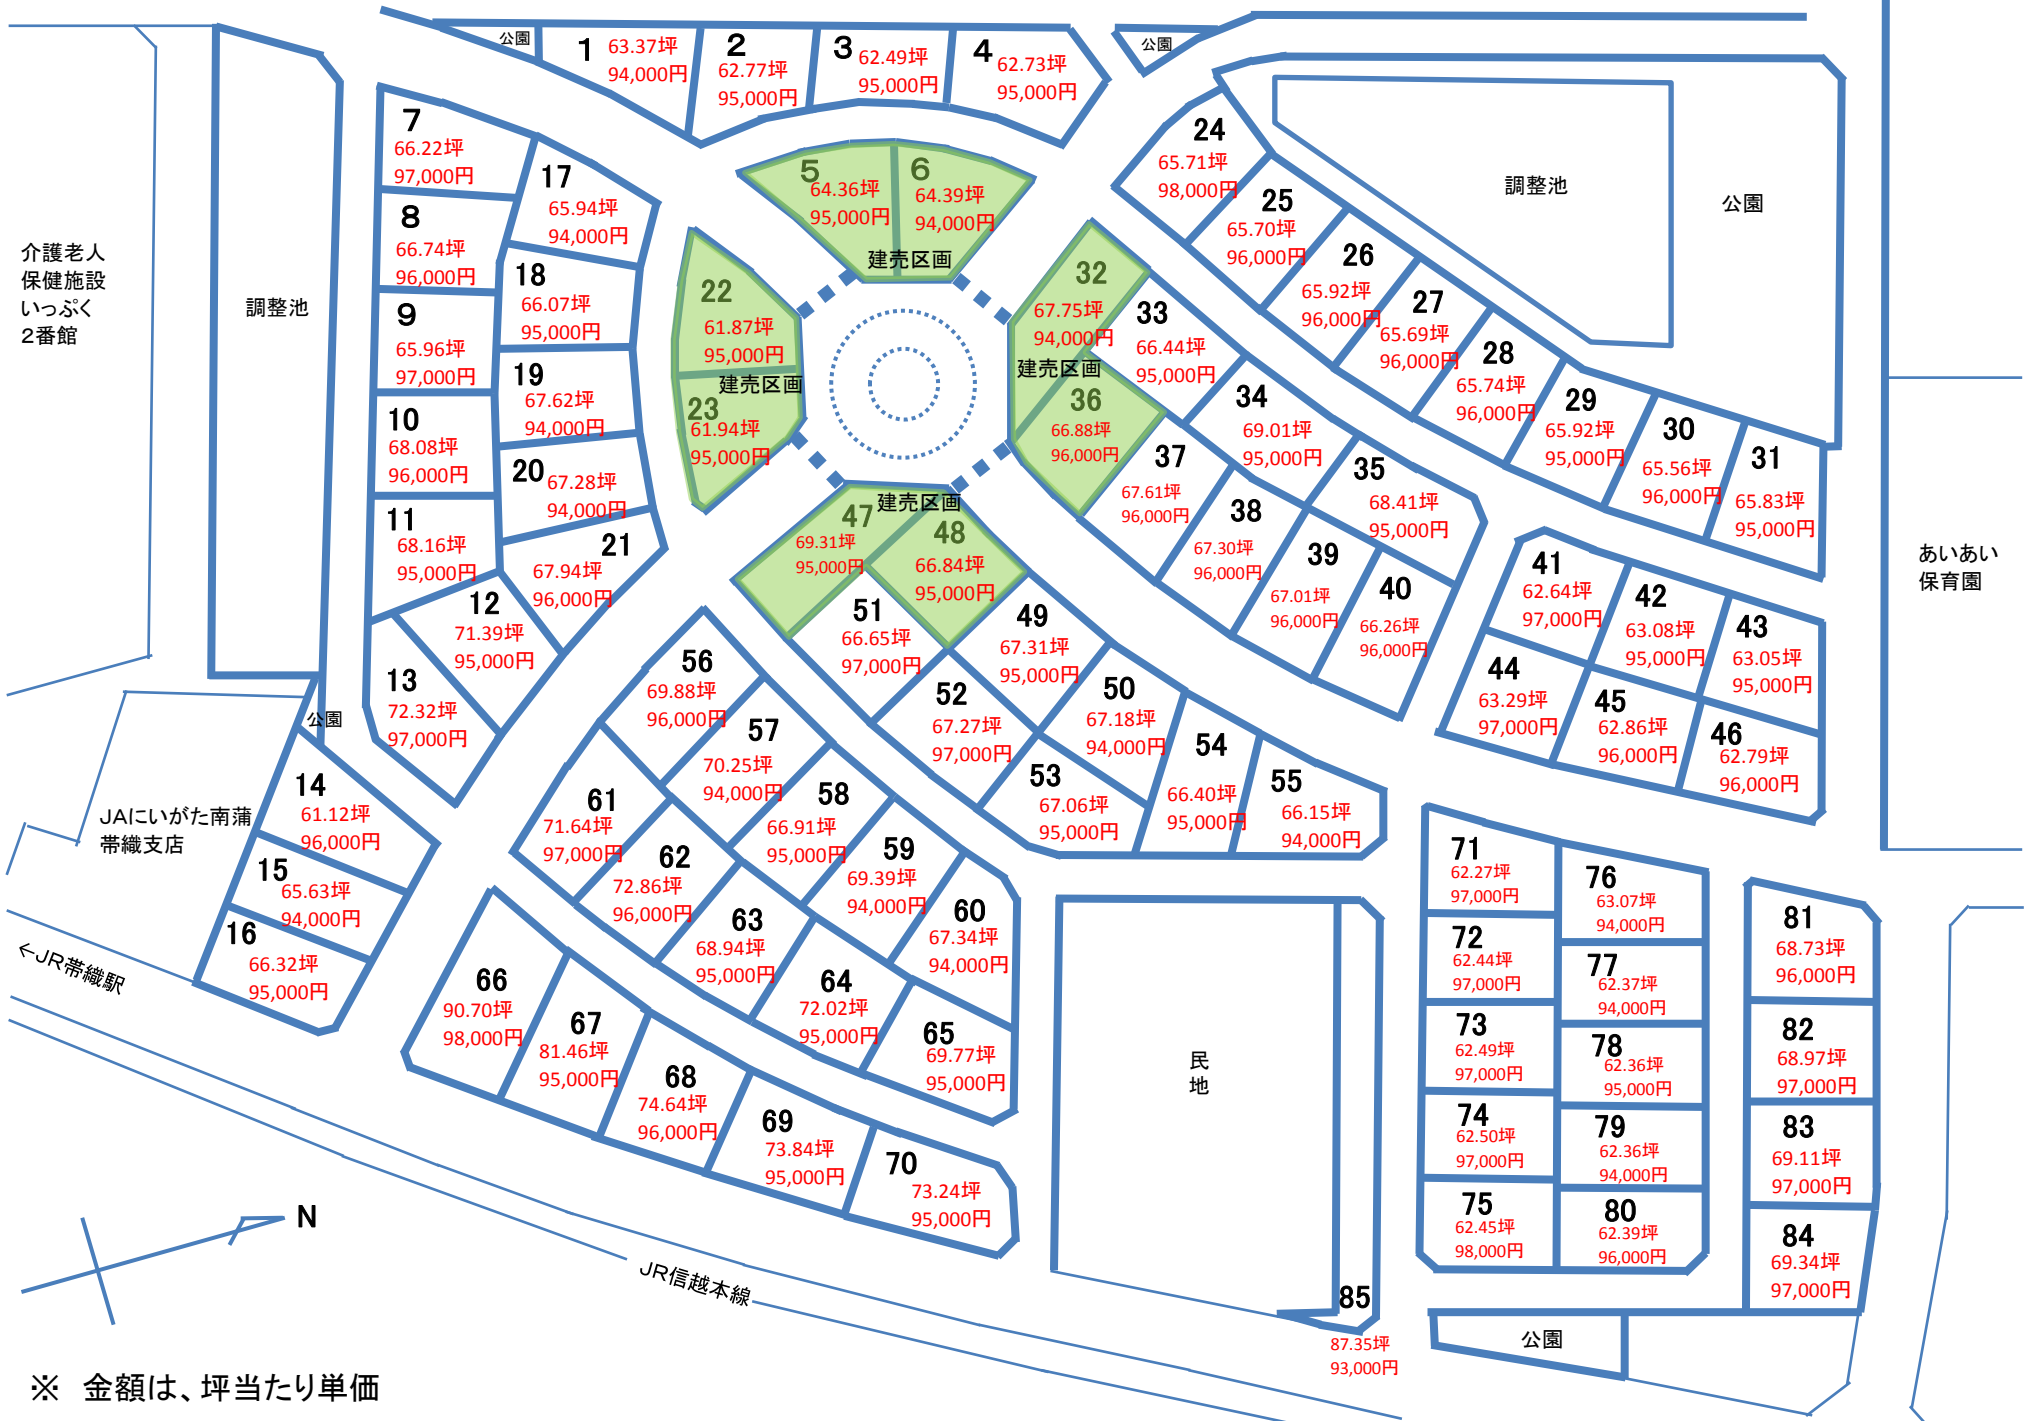 公園
1
63.37坪
94,000円
2
62.77坪
95,000円
3
62.49坪
95,000円
4
62.73坪
95,000円
公園
5
64.36坪
95,000円
6
64.39坪
94,000円
建売区画
7
66.22坪
97,000円
8
66.74坪
96,000円
9
65.96坪
97,000円
10
68.08坪
96,000円
11
68.16坪
95,000円
12
71.39坪
95,000円
13
72.32坪
97,000円
公園
14
61.12坪
96,000円
15
65.63坪
94,000円
16
66.32坪
95,000円
17
65.94坪
94,000円
18
66.07坪
95,000円
19
67.62坪
94,000円
20
67.28坪
94,000円
21
67.94坪
96,000円
22
61.87坪
95,000円
建売区画
23
61.94坪
95,000円
24
65.71坪
98,000円
25
65.70坪
96,000円
26
65.92坪
96,000円
27
65.69坪
96,000円
28
65.74坪
96,000円
29
65.92坪
95,000円
30
65.56坪
96,000円
31
65.83坪
95,000円
調整池
公園
32
67.75坪
94,000円
建売区画
33
66.44坪
95,000円
34
69.01坪
95,000円
35
68.41坪
95,000円
36
66.88坪
96,000円
37
67.61坪
96,000円
38
67.30坪
96,000円
39
67.01坪
96,000円
40
66.26坪
96,000円
41
62.64坪
97,000円
42
63.08坪
95,000円
43
63.05坪
95,000円
44
63.29坪
97,000円
45
62.86坪
96,000円
46
62.79坪
96,000円
建売区画
47
69.31坪
95,000円
48
66.84坪
95,000円
49
67.31坪
95,000円
50
67.18坪
94,000円
51
66.65坪
97,000円
52
67.27坪
97,000円
53
67.06坪
95,000円
54
66.40坪
95,000円
55
66.15坪
94,000円
56
69.88坪
96,000円
57
70.25坪
94,000円
58
66.91坪
95,000円
59
69.39坪
94,000円
60
67.34坪
94,000円
61
71.64坪
97,000円
62
72.86坪
96,000円
63
68.94坪
95,000円
64
72.02坪
95,000円
65
69.77坪
95,000円
66
90.70坪
98,000円
67
81.46坪
95,000円
68
74.64坪
96,000円
69
73.84坪
95,000円
70
73.24坪
95,000円
71
62.27坪
97,000円
72
62.44坪
97,000円
73
62.49坪
97,000円
74
62.50坪
97,000円
75
62.45坪
98,000円
76
63.07坪
94,000円
77
62.37坪
94,000円
78
62.36坪
95,000円
79
62.36坪
94,000円
80
62.39坪
96,000円
81
68.73坪
96,000円
82
68.97坪
97,000円
83
69.11坪
97,000円
84
69.34坪
97,000円
85
87.35坪
93,000円
公園
民
地
介護老人
保健施設
いっぷく
2番館
調整池
あいあい
保育園
JAにいがた南蒲
帯織支店
←JR帯織駅
JR信越本線
N
※ 金額は、坪当たり単価